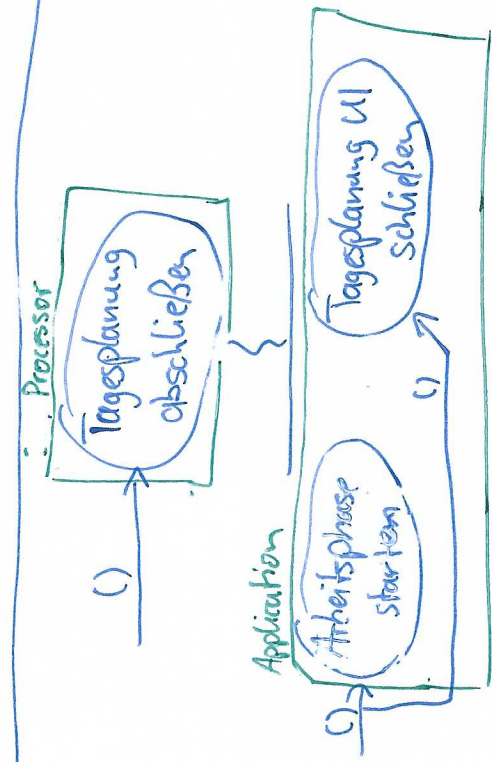 : Processor
()
Tagesplanung
abschließen
Application
()
Arbeitsphase
starten
()
Tagesplanung UI
schließen